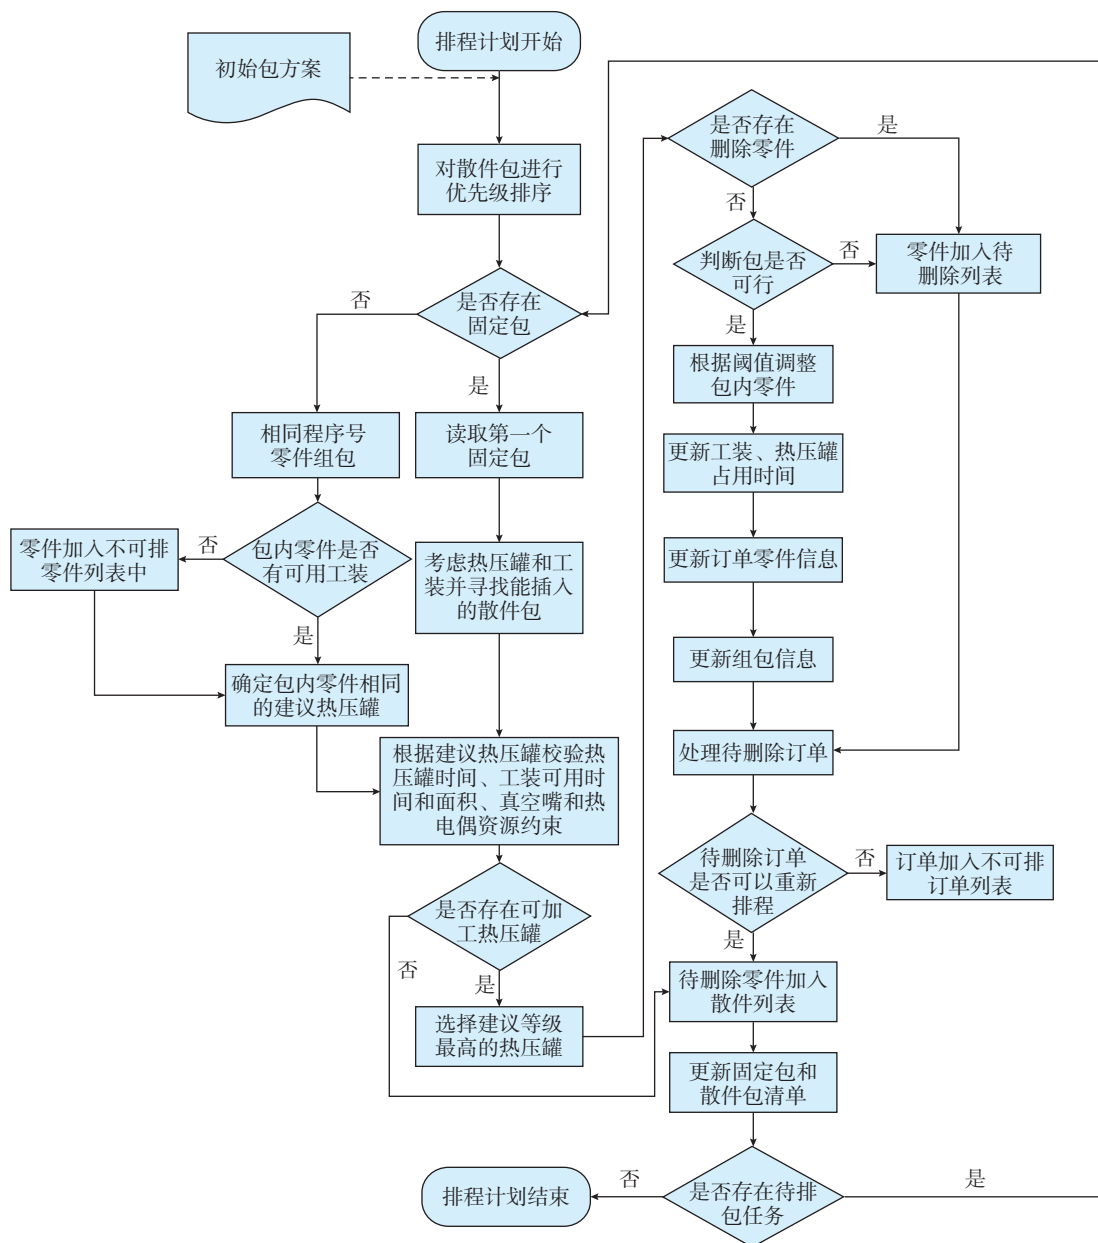 排程计划开始
初始包方案
对散件包进行
优先级排序
是否存在
固定包
否
是
相同程序号
零件组包
读取第一个
固定包
包内零件是否
有可用工装
否
零件加入不可排
零件列表中
是
考虑热压罐和工
装并寻找能插入
的散件包
确定包内零件相同
的建议热压罐
根据建议热压罐校验热
压罐时间、工装可用时
间和面积、真空嘴和热
电偶资源约束
是否存在可加
工热压罐
否
是
选择建议等级
最高的热压罐
是否存在
删除零件
是
否
判断包是否
可行
否
零件加入待
删除列表
是
根据阈值调整
包内零件
更新工装、热压罐
占用时间
更新订单零件信息
更新组包信息
处理待删除订单
待删除订单
是否可以重新
排程
否
订单加入不可排
订单列表
是
待删除零件加入
散件列表
更新固定包和
散件包清单
是否存在待排
包任务
否
是
排程计划结束